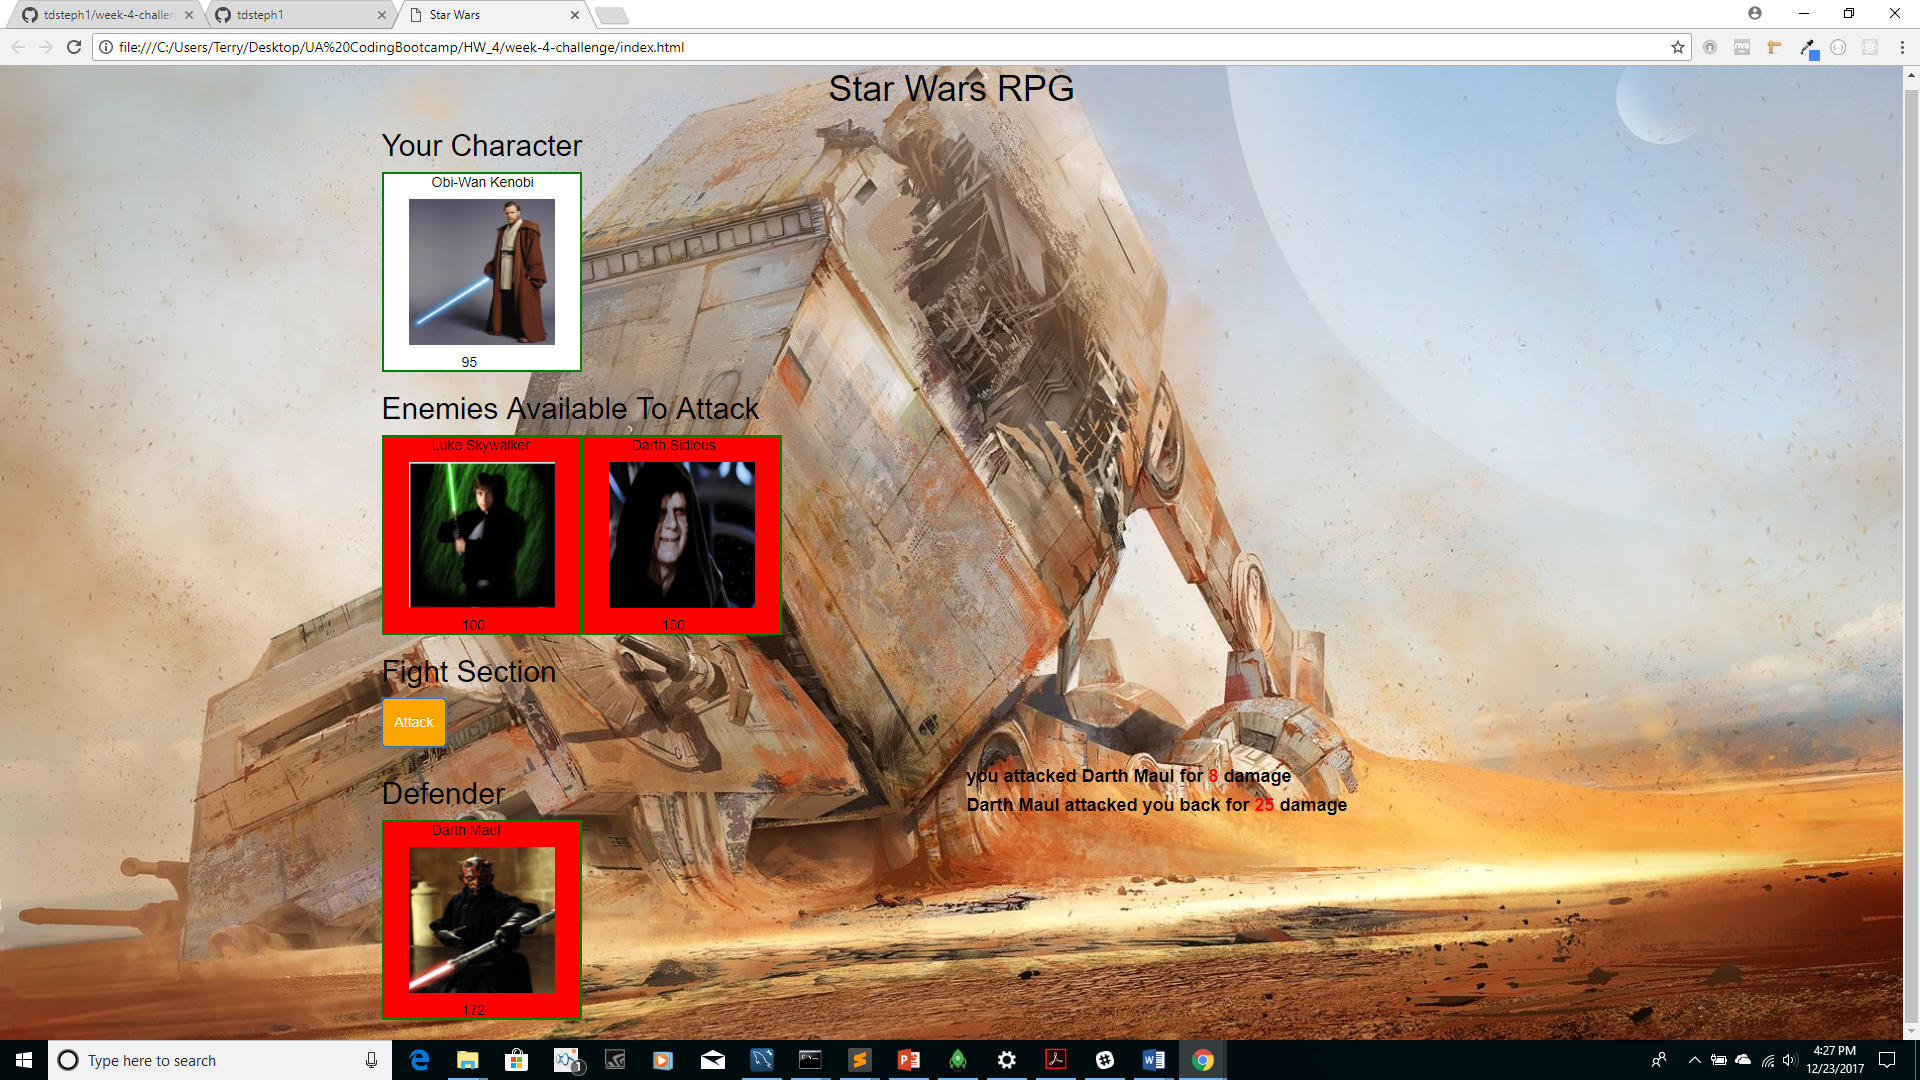 tdsteph1/week-4-challen
tdsteph1
Star Wars
file:///C:/Users/Terry/Desktop/UA%20CodingBootcamp/HW_4/week-4-challenge/index.html
Star Wars RPG
Your Character
Obi-Wan Kenobi
95
Enemies Available To Attack
Luke Skywalker
Darth Sidious
100
150
Fight Section
Attack
you attacked Darth Maul for 8 damage
Darth Maul attacked you back for 25 damage
Defender
Darth Maul
172
Type here to search
1
4:27 PM
12/23/2017